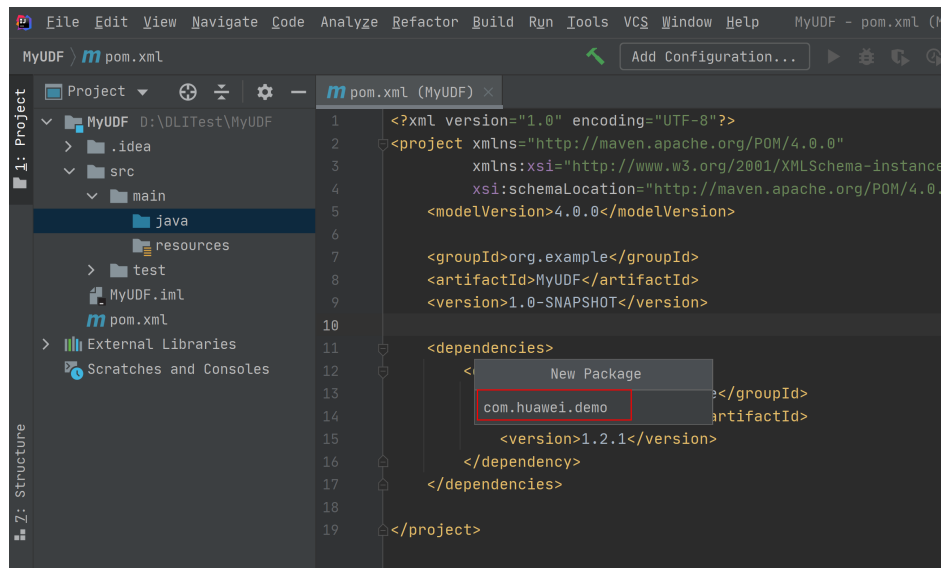 File Edit View Navigate Code Analyze Refactor Build Run Tools VCS Window Help MyUDF - pom.xml (M
MyUDF pom.xml Add Configuration...
1: Project
Project
pom.xml (MyUDF)
MyUDF D:\DLITest\MyUDF
.idea
src
main
java
resources
test
MyUDF.iml
pom.xml
External Libraries
Scratches and Consoles
Z: Structure
1 <?xml version="1.0" encoding="UTF-8"?>
2 <project xmlns="http://maven.apache.org/POM/4.0.0"
3 xmlns:xsi="http://www.w3.org/2001/XMLSchema-instance
4 xsi:schemaLocation="http://maven.apache.org/POM/4.0.
5 <modelVersion>4.0.0</modelVersion>
6
7 <groupId>org.example</groupId>
8 <artifactId>MyUDF</artifactId>
9 <version>1.0-SNAPSHOT</version>
10
11 <dependencies>
12 <
13 </groupId>
14 artifactId>
15 <version>1.2.1</version>
16 </dependency>
17 </dependencies>
18
19 </project>
New Package
com.huawei.demo